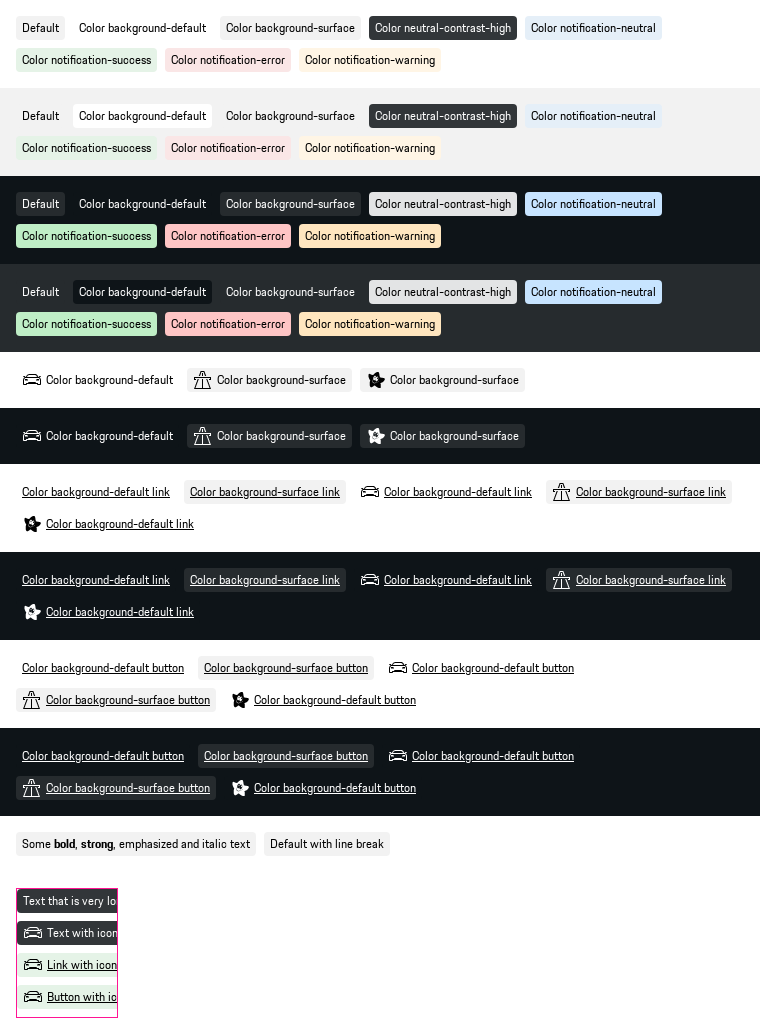 Default Color background-default Color background-surface Color neutral-contrast-high Color notification-neutral
Color notification-success Color notification-error Color notification-warning
Default Color background-default Color background-surface Color neutral-contrast-high Color notification-neutral
Color notification-success Color notification-error Color notification-warning
Default Color background-default Color background-surface Color neutral-contrast-high Color notification-neutral
Color notification-success Color notification-error Color notification-warning
Default Color background-default Color background-surface Color neutral-contrast-high Color notification-neutral
Color notification-success Color notification-error Color notification-warning
Color background-default Color background-surface Color background-surface
Color background-default Color background-surface Color background-surface
Color background-default link Color background-surface link Color background-default link Color background-surface link
Color background-default link
Color background-default link Color background-surface link Color background-default link Color background-surface link
Color background-default link
Color background-default button Color background-surface button Color background-default button
Color background-surface button Color background-default button
Color background-default button Color background-surface button Color background-default button
Color background-surface button Color background-default button
Some bold, strong, emphasized and italic text Default with line break
Text that is very lo
Text with icon
Link with icon
Button with ic